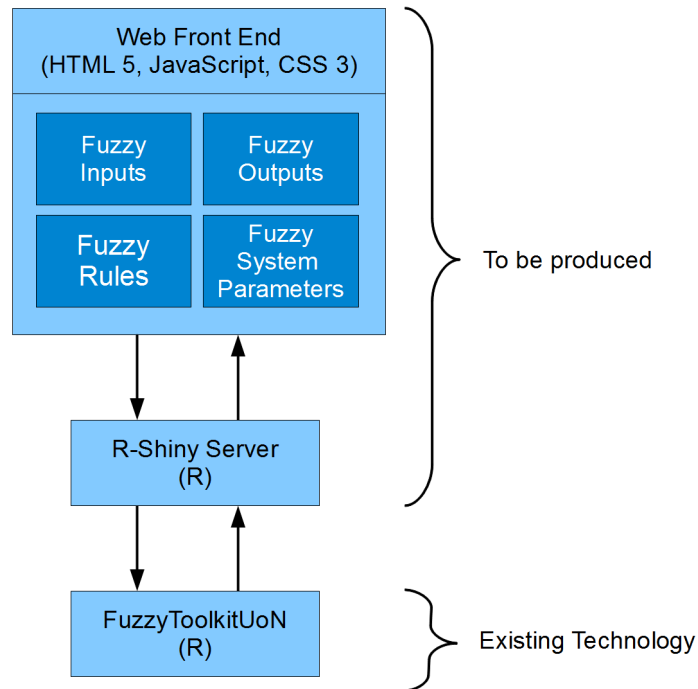 Web Front End
(HTML 5, JavaScript, CSS 3)
Fuzzy
Inputs
Fuzzy
Outputs
Fuzzy
Rules
Fuzzy
System
Parameters
To be produced
R-Shiny Server
(R)
FuzzyToolkitUoN
(R)
Existing Technology